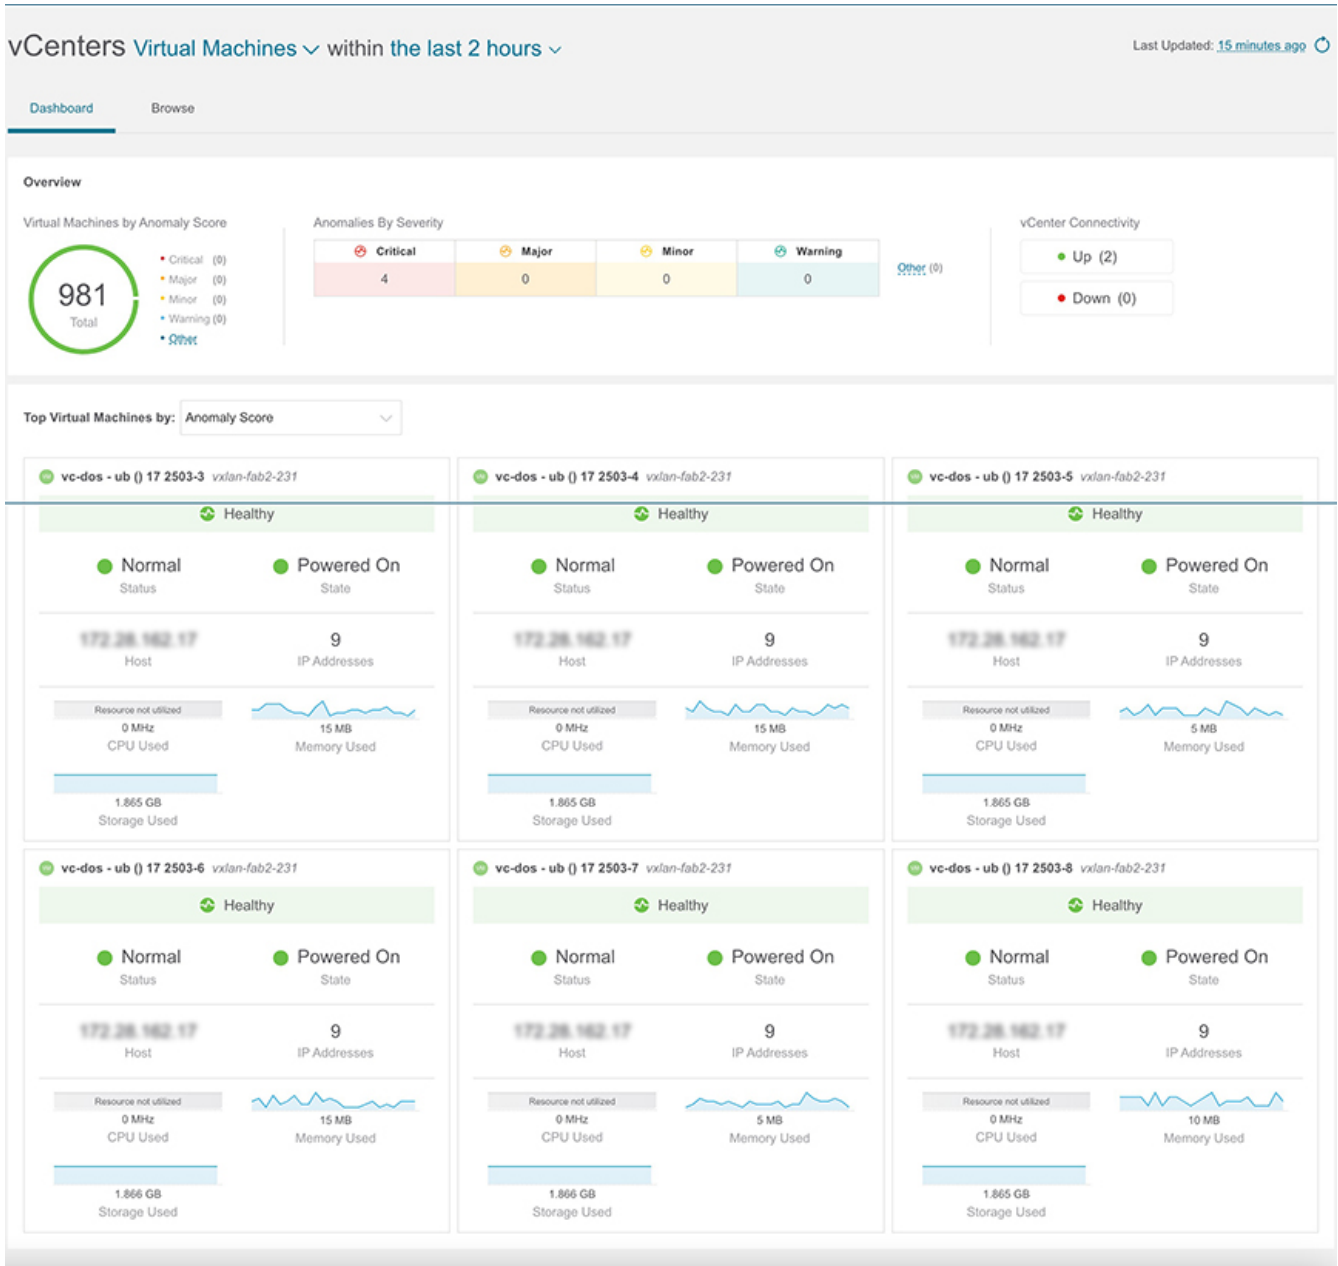 vCenters Virtual Machines within the last 2 hours
Last Updated: 15 minutes ago
Dashboard Browse
Overview
Virtual Machines by Anomaly Score
981
Total
Critical (0)
Major (0)
Minor (0)
Warning (0)
Other
Anomalies By Severity
Critical Major Minor Warning
4 0 0 0
Other (0)
vCenter Connectivity
Up (2)
Down (0)
Top Virtual Machines by: Anomaly Score
vc-dos - ub () 17 2503-3 vxlan-fab2-231
Healthy
Normal Powered On
Status State
9
Host IP Addresses
Resource not utilized
0 MHz 15 MB
CPU Used Memory Used
1.865 GB
Storage Used
vc-dos - ub () 17 2503-4 vxlan-fab2-231
Healthy
Normal Powered On
Status State
9
Host IP Addresses
Resource not utilized
0 MHz 15 MB
CPU Used Memory Used
1.865 GB
Storage Used
vc-dos - ub () 17 2503-5 vxlan-fab2-231
Healthy
Normal Powered On
Status State
9
Host IP Addresses
Resource not utilized
0 MHz 5 MB
CPU Used Memory Used
1.865 GB
Storage Used
vc-dos - ub () 17 2503-6 vxlan-fab2-231
Healthy
Normal Powered On
Status State
9
Host IP Addresses
Resource not utilized
0 MHz 15 MB
CPU Used Memory Used
1.866 GB
Storage Used
vc-dos - ub () 17 2503-7 vxlan-fab2-231
Healthy
Normal Powered On
Status State
9
Host IP Addresses
Resource not utilized
0 MHz 5 MB
CPU Used Memory Used
1.866 GB
Storage Used
vc-dos - ub () 17 2503-8 vxlan-fab2-231
Healthy
Normal Powered On
Status State
9
Host IP Addresses
Resource not utilized
0 MHz 10 MB
CPU Used Memory Used
1.865 GB
Storage Used